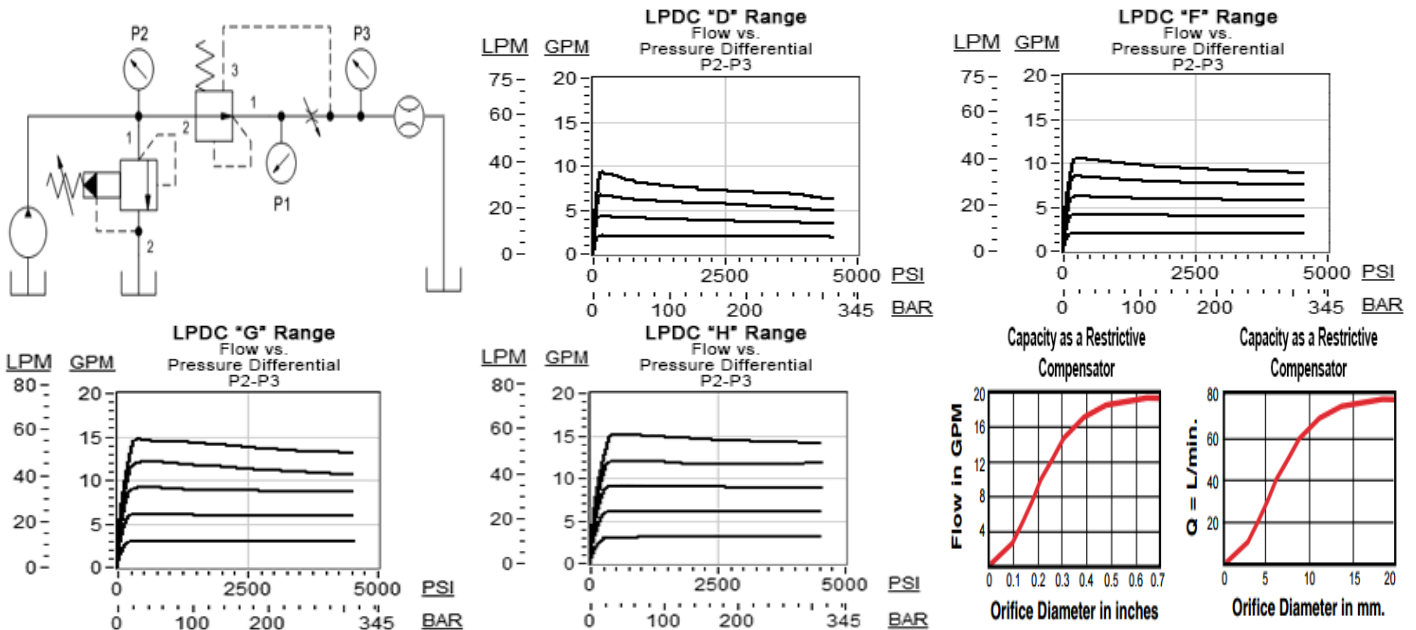 P2
P3
3
1
2
1
P1
2
LPDC "D" Range
Flow vs.
Pressure Differential
P2-P3
LPM GPM
75
60
40
20
0
20
15
10
5
0
0 2500 5000 PSI
0 100 200 345 BAR
LPDC "F" Range
Flow vs.
Pressure Differential
P2-P3
LPM GPM
75
60
40
20
0
20
15
10
5
0
0 2500 5000 PSI
0 100 200 345 BAR
LPDC "G" Range
Flow vs.
Pressure Differential
P2-P3
LPM GPM
80
60
40
20
0
20
15
10
5
0
0 2500 5000 PSI
0 100 200 345 BAR
LPDC "H" Range
Flow vs.
Pressure Differential
P2-P3
LPM GPM
80
60
40
20
0
20
15
10
5
0
0 2500 5000 PSI
0 100 200 345 BAR
Capacity as a Restrictive
Compensator
Flow in GPM
20
16
12
8
4
0 0.1 0.2 0.3 0.4 0.5 0.6 0.7
Orifice Diameter in inches
Capacity as a Restrictive
Compensator
Q = L/min.
80
60
40
20
0 5 10 15 20
Orifice Diameter in mm.